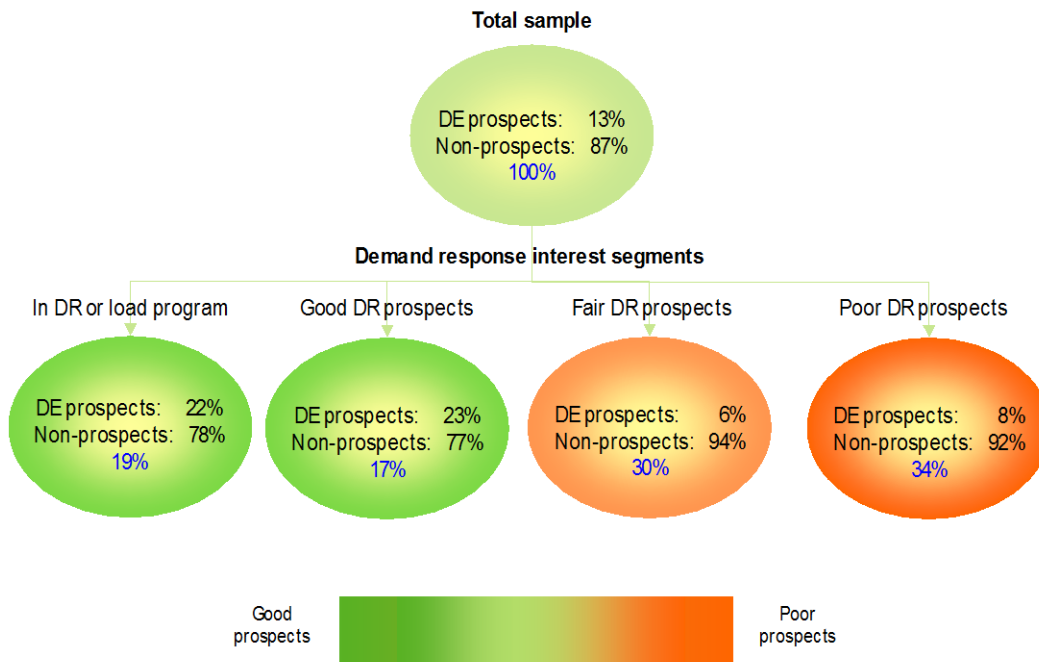 Total sample
DE prospects: 13%
Non-prospects: 87%
100%
Demand response interest segments
In DR or load program
DE prospects: 22%
Non-prospects: 78%
19%
Good DR prospects
DE prospects: 23%
Non-prospects: 77%
17%
Fair DR prospects
DE prospects: 6%
Non-prospects: 94%
30%
Poor DR prospects
DE prospects: 8%
Non-prospects: 92%
34%
Good
prospects
Poor
prospects